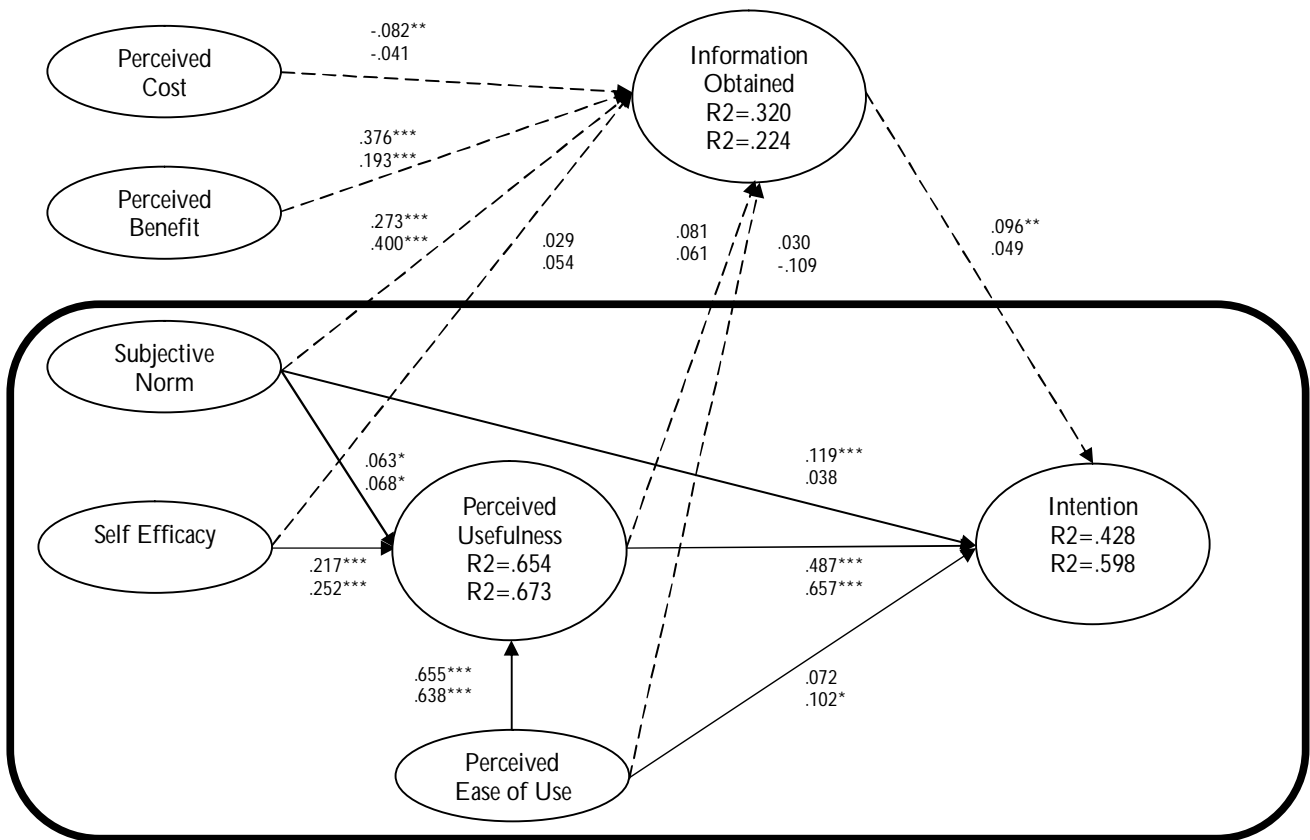 Perceived
Cost
-.082**
-.041
Information
Obtained
R2=.320
R2=.224
Perceived
Benefit
.376***
.193***
.273***
.400***
.029
.054
.081
.061
.030
-.109
.096**
.049
Subjective
Norm
.063*
.068*
.119***
.038
Self Efficacy
.217***
.252***
Perceived
Usefulness
R2=.654
R2=.673
.487***
.657***
Intention
R2=.428
R2=.598
.655***
.638***
.072
.102*
Perceived
Ease of Use